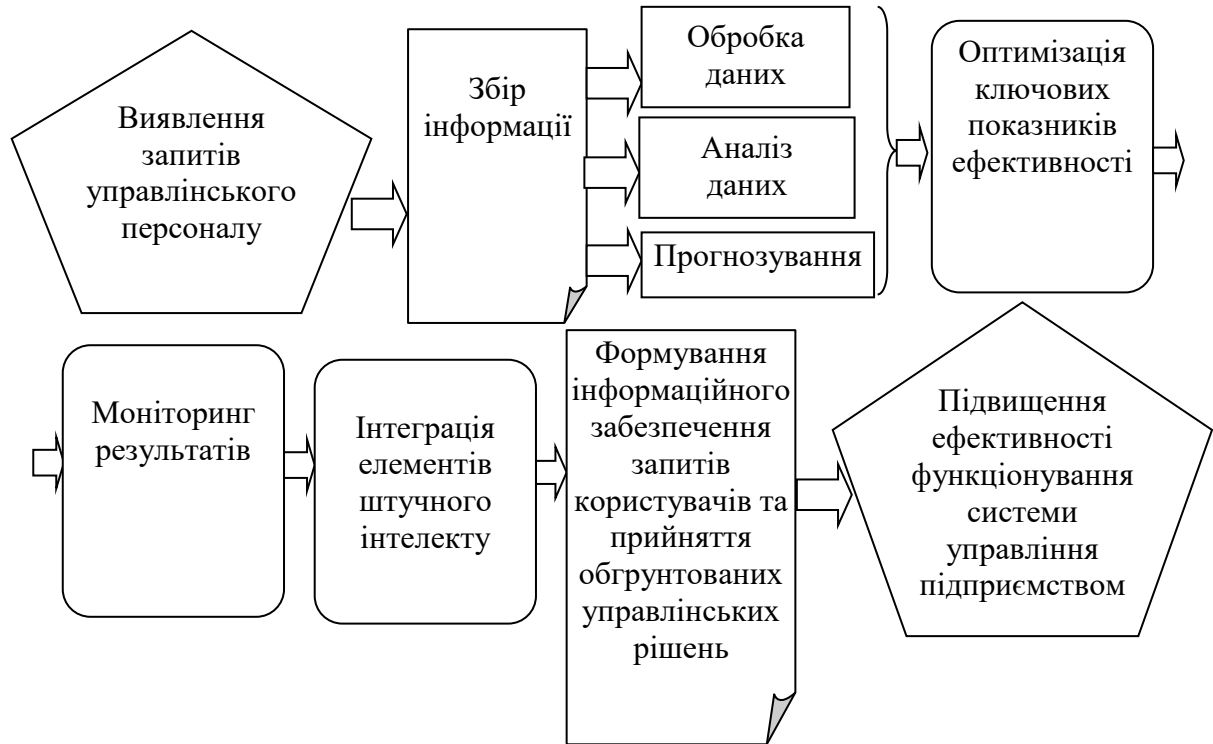 Виявлення
запитів
управлінського
персоналу
Збір
інформації
Обробка
даних
Аналіз
даних
Прогнозування
Оптимізація
ключових
показників
ефективності
Моніторинг
результатів
Інтеграція
елементів
штучного
інтелекту
Формування
інформаційного
забезпечення
запитів
користувачів та
прийняття
обгрунтованих
управлінських
рішень
Підвищення
ефективності
функціонування
системи
управління
підприємством